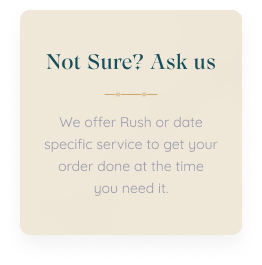 Not Sure? Ask us
We offer Rush or date
specific service to get your
order done at the time
you need it.